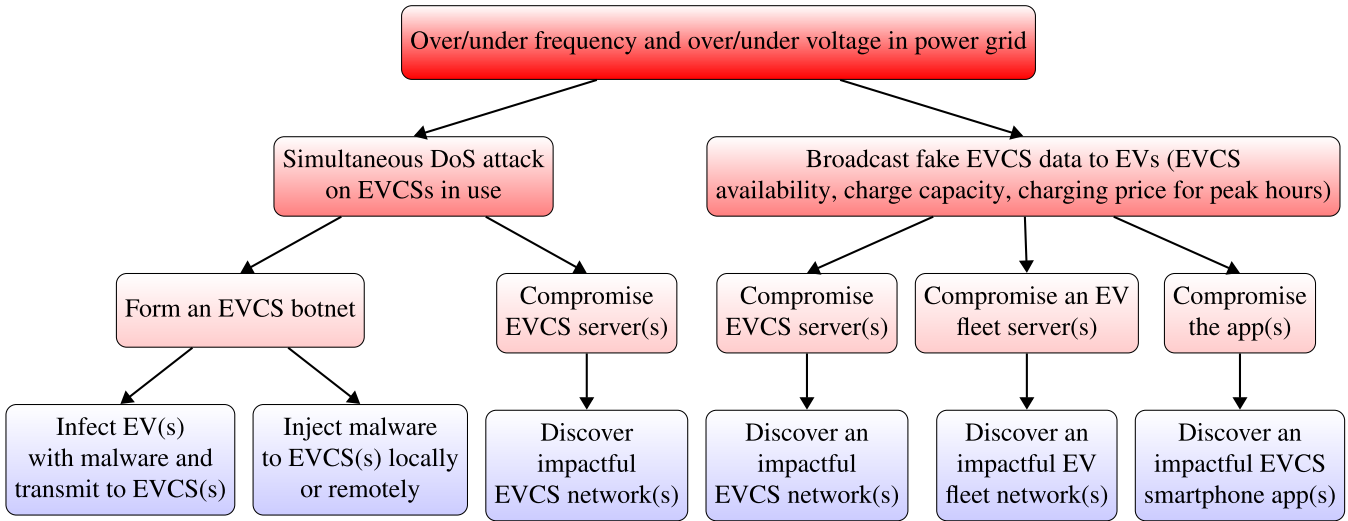 Over/under frequency and over/under voltage in power grid
Simultaneous DoS attack
on EVCSs in use
Broadcast fake EVCS data to EVs (EVCS
availability, charge capacity, charging price for peak hours)
Form an EVCS botnet
Compromise
EVCS server(s)
Compromise
EVCS server(s)
Compromise an EV
fleet server(s)
Compromise
the app(s)
Infect EV(s)
with malware and
transmit to EVCS(s)
Inject malware
to EVCS(s) locally
or remotely
Discover
impactful
EVCS network(s)
Discover an
impactful
EVCS network(s)
Discover an
impactful EV
fleet network(s)
Discover an
impactful EVCS
smartphone app(s)